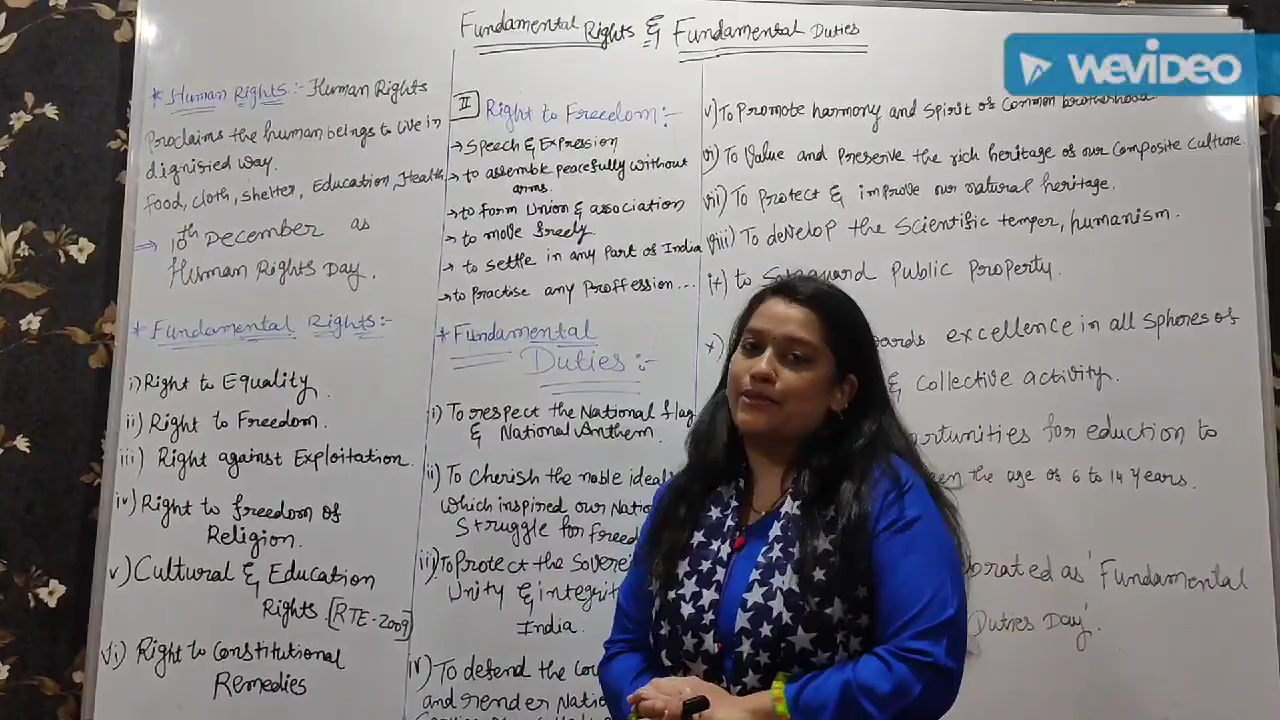 Fundamental Rights & Fundamental Duties
WEVIDEO
* Human Rights :- Human Rights
Proclaims the human beings to live in
dignisied way.
food, cloth, shelter, Education, Health
⇒ 10th December as
Human Rights Day.
* Fundamental Rights:-
i) Right to Equality.
ii) Right to Freedom.
iii) Right against Exploitation.
iv) Right to freedom of
Religion.
v) Cultural & Education
Rights. [RTE-2009]
vi) Right to Constitutional
Remedies
II Right to Freedom:-
→ Speech & Expression
→ to assemble peacefully without
arms.
→ to form Union & association
→ to move freely.
→ to settle in any Part of India
→ to Practise any Proffession...
* Fundamental
Duties:-
i) To respect the National flag
& National Anthem.
ii) To cherish the noble ideal
which inspired our Natio
Struggle for Freed
iii) To Protect the Soverei
Unity & integrit
India.
iv) To defend the Cou
and render Natio
v) To Promote harmony and Spirit of Common brotherhood.
vi) To Value and Preserve the rich heritage of our Composite Culture.
vii) To Protect & improve our natural heritage.
viii) To develop the Scientific temper, humanism.
ix) to Safeguard Public Property.
x) wards excellence in all Spheres of
& collective activity.
ortunities for eduction to
een the age of 6 to 14 Years.
brated as 'Fundamental
Duties Day'.